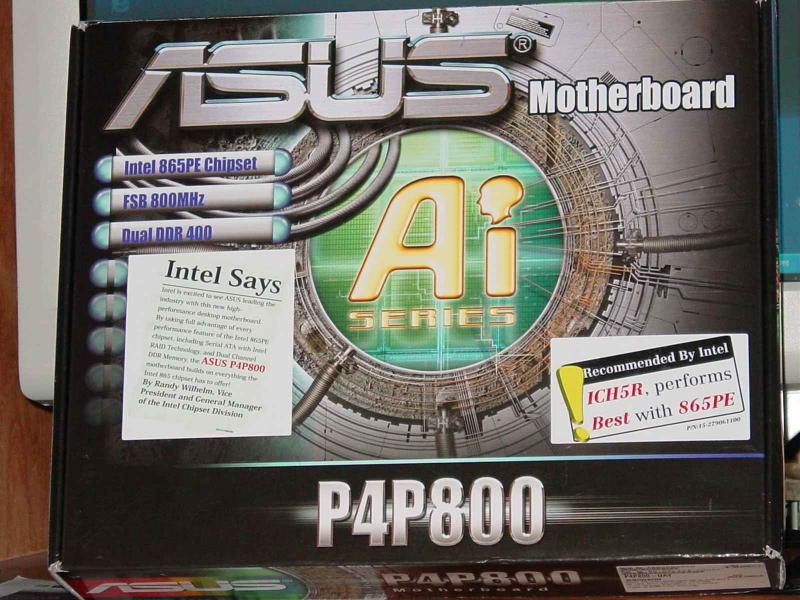 ASUS®
Motherboard
Intel 865PE Chipset
FSB 800MHz
Dual DDR 400
Ai
SERIES
Intel Says
Intel is excited to see ASUS leading the
industry with this new high-
performance desktop motherboard.
By taking full advantage of every
performance feature of the Intel 865PE
chipset, including Serial ATA with Intel
RAID Technology, and Dual Channel
DDR Memory, the ASUS P4P800
motherboard builds on everything the
Intel 865 chipset has to offer!
By Randy Wilhelm, Vice
President and General Manager
of the Intel Chipset Division
Recommended By Intel
ICH5R, performs
Best with 865PE
P/N:15-279061100
P4P800
ASUS
P4P800
Motherboard